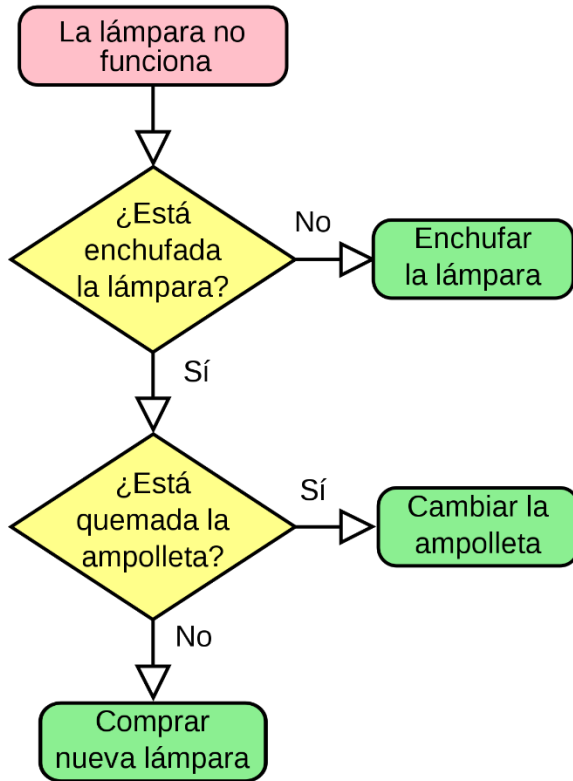 La lámpara no
funciona
¿Está
enchufada
la lámpara?
No
Enchufar
la lámpara
Sí
¿Está
quemada la
ampolleta?
Sí
Cambiar la
ampolleta
No
Comprar
nueva lámpara